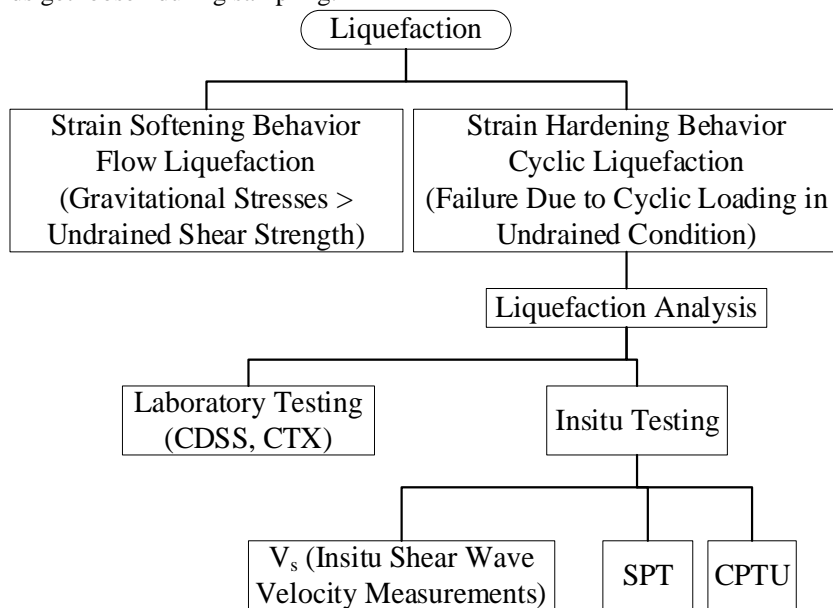 Liquefaction
Strain Softening Behavior
Flow Liquefaction
(Gravitational Stresses >
Undrained Shear Strength)
Strain Hardening Behavior
Cyclic Liquefaction
(Failure Due to Cyclic Loading in
Undrained Condition)
Liquefaction Analysis
Laboratory Testing
(CDSS, CTX)
Insitu Testing
Vs (Insitu Shear Wave
Velocity Measurements)
SPT
CPTU